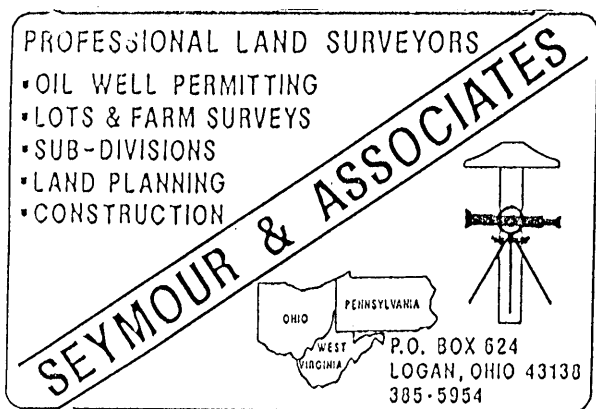 PROFESSIONAL LAND SURVEYORS
▪OIL WELL PERMITTING
▪LOTS & FARM SURVEYS
▪SUB-DIVISIONS
▪LAND PLANNING
▪CONSTRUCTION
SEYMOUR & ASSOCIATES
OHIO
PENNSYLVANIA
WEST
VIRGINIA
P.O. BOX 624
LOGAN, OHIO 43138
385-5954